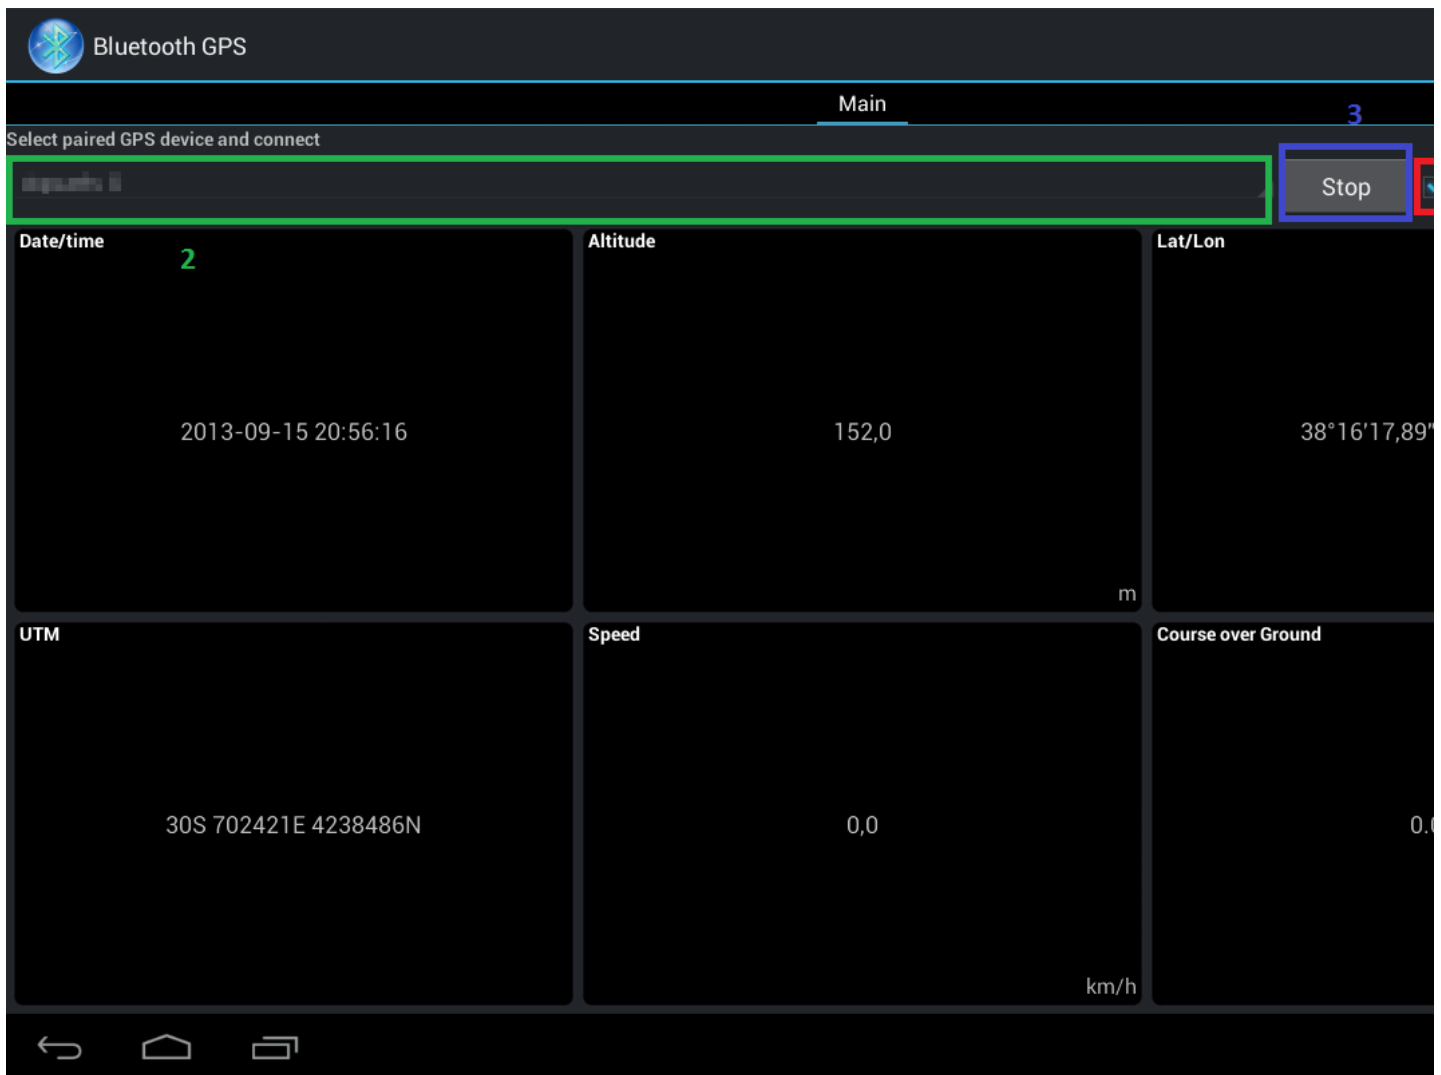 Bluetooth GPS
Main
3
Select paired GPS device and connect
Stop
Date/time
2
Altitude
Lat/Lon
2013-09-15 20:56:16
152,0
38°16'17,89"
m
UTM
Speed
Course over Ground
30S 702421E 4238486N
0,0
0.0
km/h